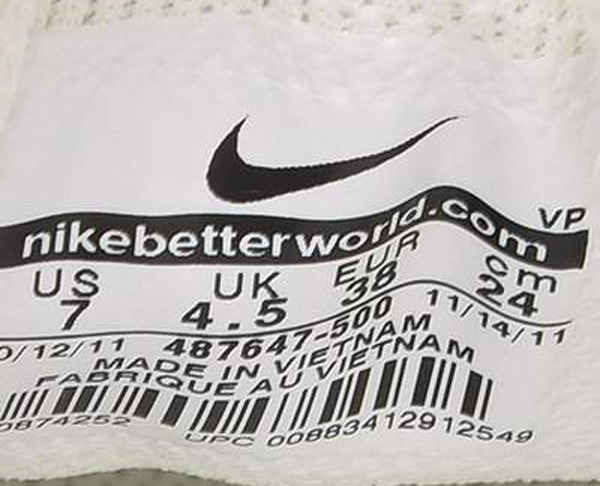 VP
nikebetterworld.com
US UK EUR cm
7 4.5 38 24
0/12/11 487647-500 11/14/11
MADE IN VIETNAM
FABRIQUE AU VIETNAM
0874252 UPC 00883412912549